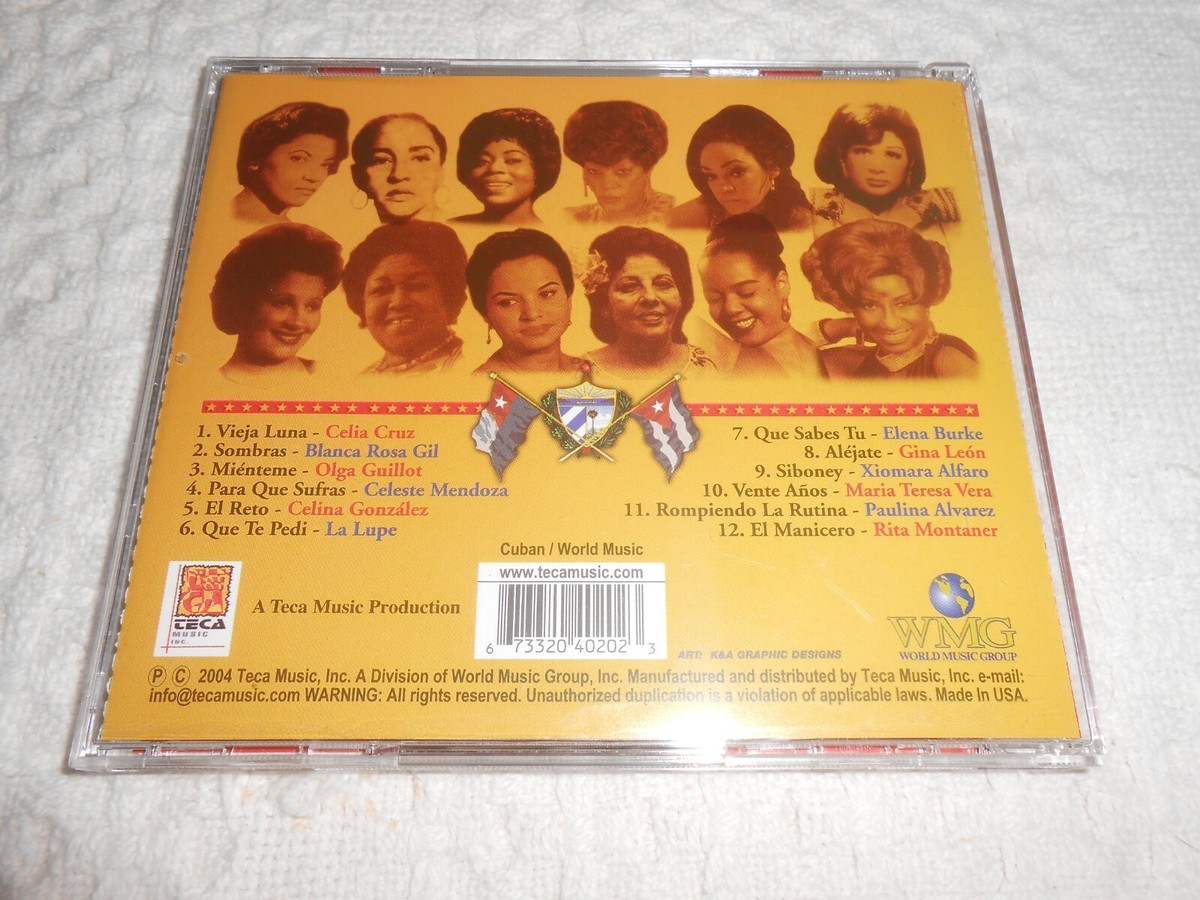 1. Vieja Luna - Celia Cruz
2. Sombras - Blanca Rosa Gil
3. Miénteme - Olga Guillot
4. Para Que Sufras - Celeste Mendoza
5. El Reto - Celina González
6. Que Te Pedi - La Lupe
7. Que Sabes Tu - Elena Burke
8. Aléjate - Gina León
9. Siboney - Xiomara Alfaro
10. Vente Años - Maria Teresa Vera
11. Rompiendo La Rutina - Paulina Alvarez
12. El Manicero - Rita Montaner
Cuban / World Music
www.tecamusic.com
6 73320 40202 3
TECA
MUSIC
INC.
A Teca Music Production
ART: K&A GRAPHIC DESIGNS
WMG
WORLD MUSIC GROUP
Ⓟ Ⓒ 2004 Teca Music, Inc. A Division of World Music Group, Inc. Manufactured and distributed by Teca Music, Inc. e-mail:
info@tecamusic.com WARNING: All rights reserved. Unauthorized duplication is a violation of applicable laws. Made In USA.